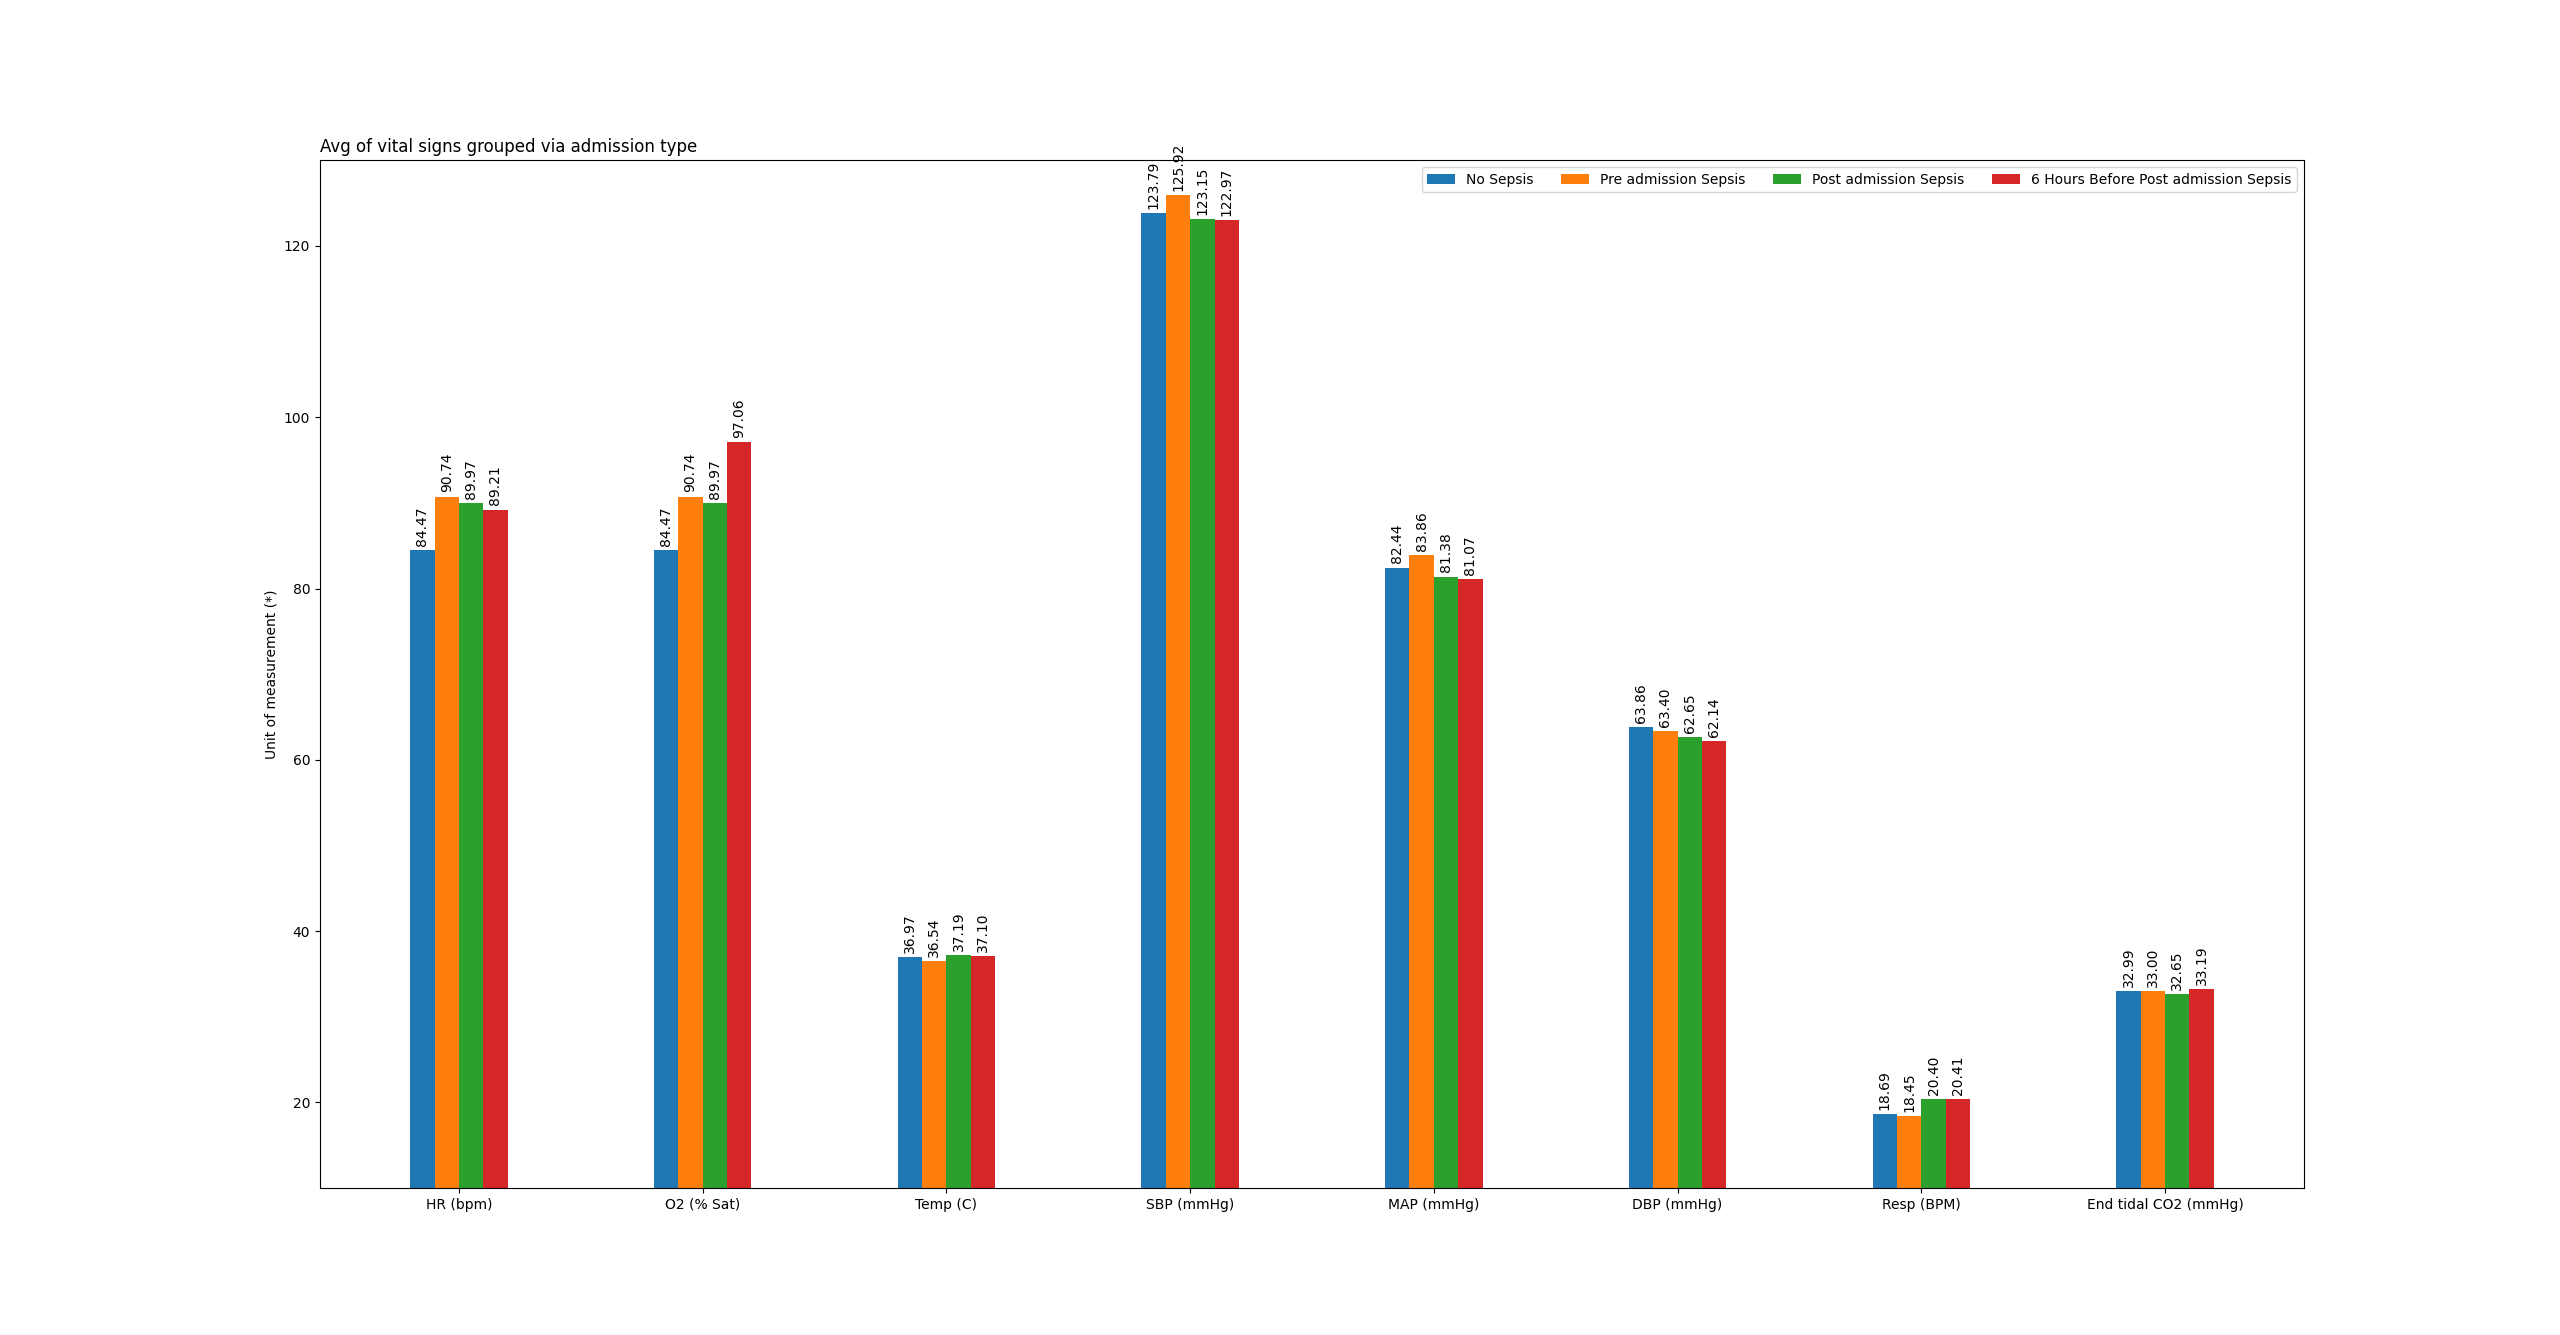 Avg of vital signs grouped via admission type
No Sepsis
Pre admission Sepsis
Post admission Sepsis
6 Hours Before Post admission Sepsis
Unit of measurement (*)
120
100
80
60
40
20
84.47
90.74
89.97
89.21
84.47
90.74
89.97
97.06
36.97
36.54
37.19
37.10
123.79
125.92
123.15
122.97
82.44
83.86
81.38
81.07
63.86
63.40
62.65
62.14
18.69
18.45
20.40
20.41
32.99
33.00
32.65
33.19
HR (bpm)
O2 (% Sat)
Temp (C)
SBP (mmHg)
MAP (mmHg)
DBP (mmHg)
Resp (BPM)
End tidal CO2 (mmHg)